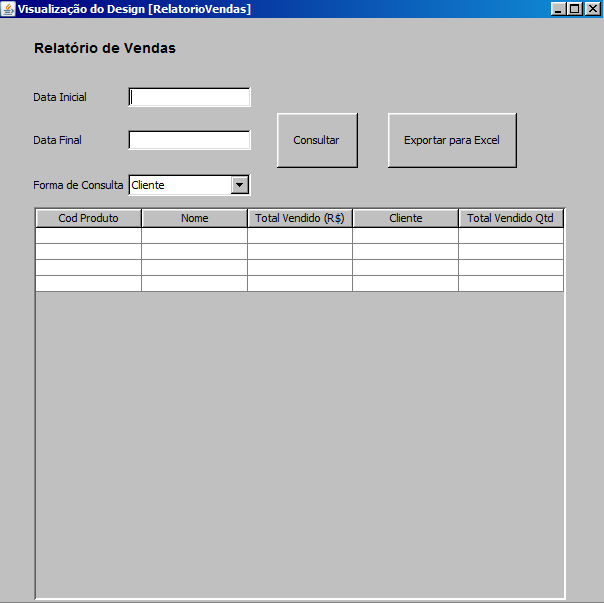 Visualização do Design [RelatorioVendas]
Relatório de Vendas
Data Inicial
Data Final
Consultar
Exportar para Excel
Forma de Consulta
Cliente
Cod Produto Nome Total Vendido (R$) Cliente Total Vendido Qtd